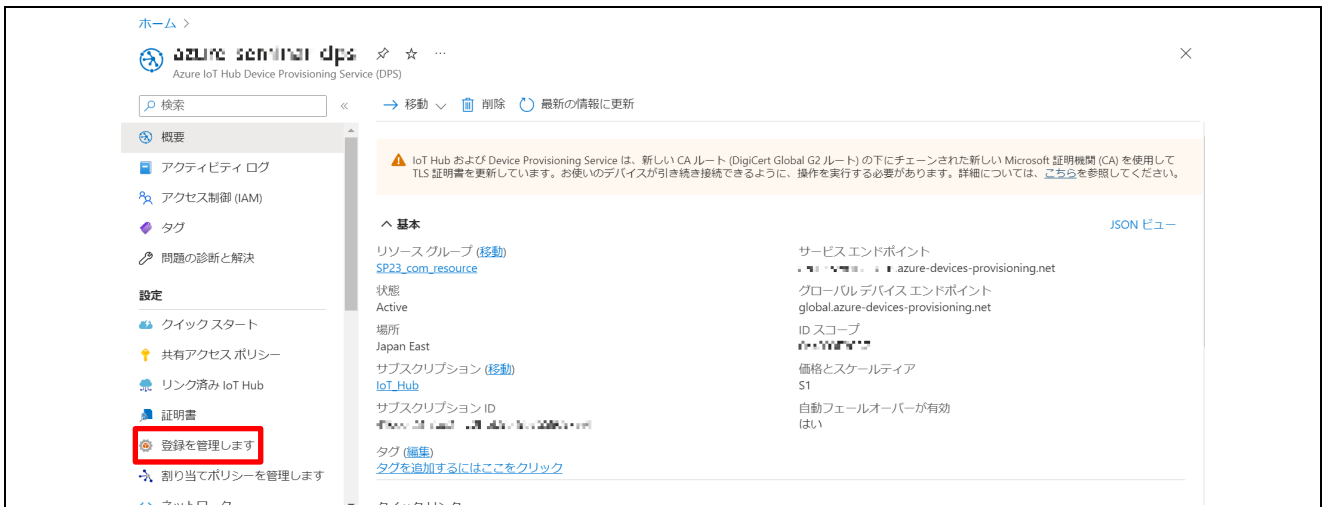 ホーム >
azure seminar dps
Azure IoT Hub Device Provisioning Service (DPS)
検索
«
移動
削除
最新の情報に更新
概要
アクティビティ ログ
アクセス制御 (IAM)
タグ
問題の診断と解決
設定
クイック スタート
共有アクセス ポリシー
リンク済み IoT Hub
証明書
登録を管理します
割り当てポリシーを管理します
IoT Hub および Device Provisioning Service は、新しい CA ルート (DigiCert Global G2 ルート) の下にチェーンされた新しい Microsoft 証明機関 (CA) を使用して
TLS 証明書を更新しています。お使いのデバイスが引き続き接続できるように、操作を実行する必要があります。詳細については、こちらを参照してください。
基本
JSON ビュー
リソース グループ (移動)
SP23_com_resource
状態
Active
場所
Japan East
サブスクリプション (移動)
IoT_Hub
サブスクリプション ID
タグ (編集)
タグを追加するにはここをクリック
サービス エンドポイント
.azure-devices-provisioning.net
グローバル デバイス エンドポイント
global.azure-devices-provisioning.net
ID スコープ
価格とスケールティア
S1
自動フェールオーバーが有効
はい